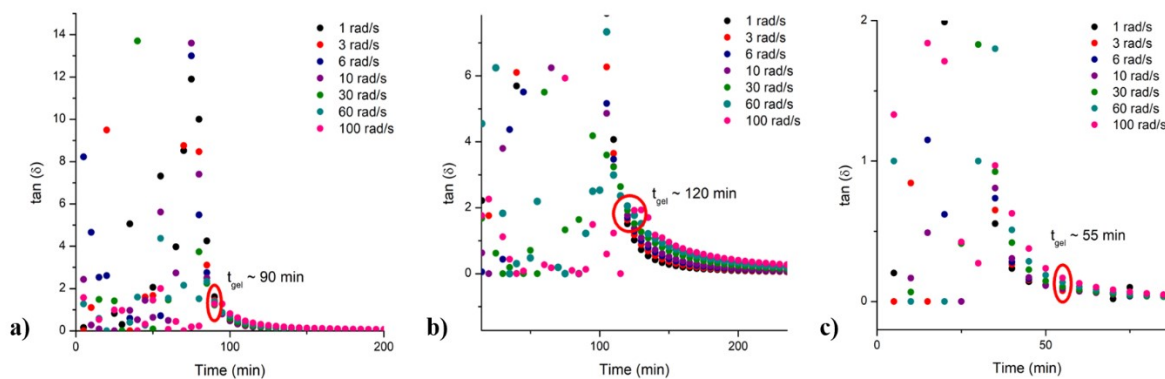 a)
tan (δ)
14
12
10
8
6
4
2
0
1 rad/s
3 rad/s
6 rad/s
10 rad/s
30 rad/s
60 rad/s
100 rad/s
tgel ~ 90 min
100
200
Time (min)
b)
tan (δ)
6
4
2
0
1 rad/s
3 rad/s
6 rad/s
10 rad/s
30 rad/s
60 rad/s
100 rad/s
tgel ~ 120 min
100
200
Time (min)
c)
tan (δ)
2
1
0
1 rad/s
3 rad/s
6 rad/s
10 rad/s
30 rad/s
60 rad/s
100 rad/s
tgel ~ 55 min
50
Time (min)